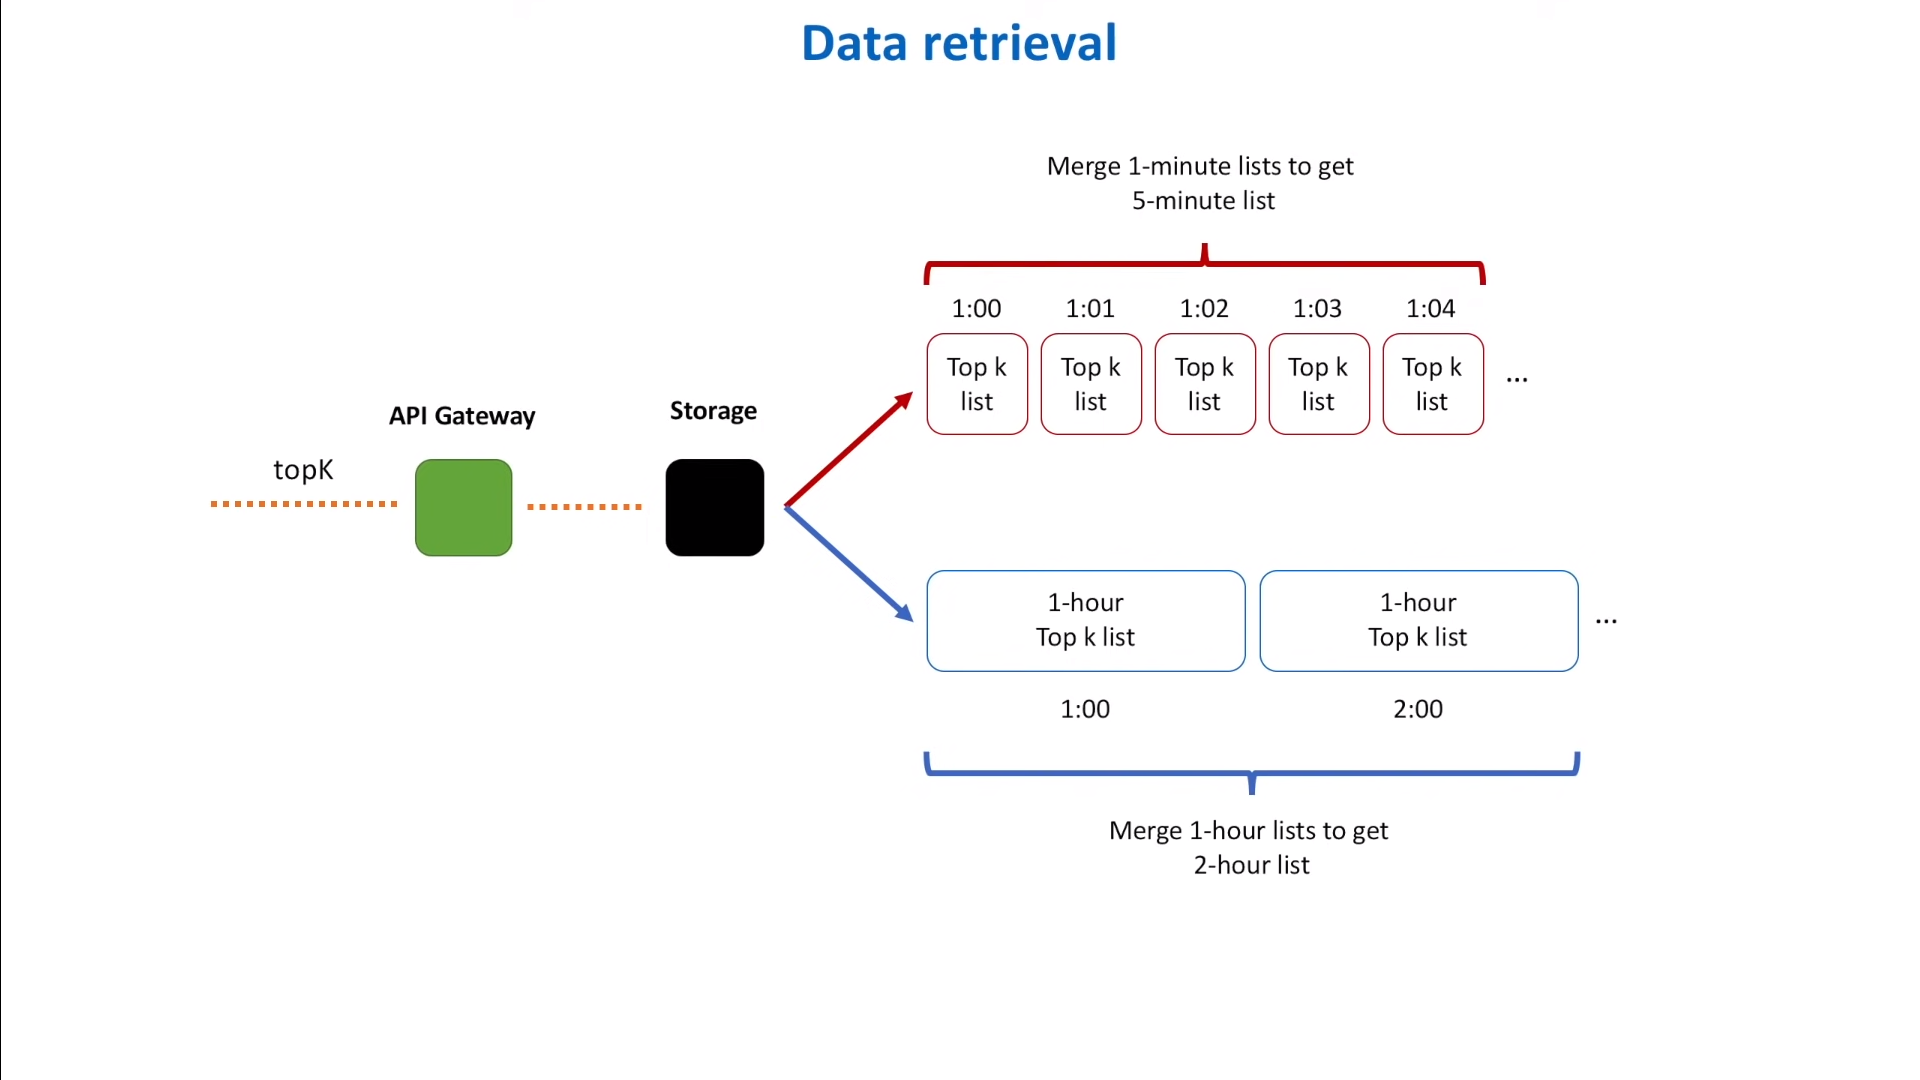 Data retrieval
Merge 1-minute lists to get
5-minute list
1:00
1:01
1:02
1:03
1:04
Top k
list
Top k
list
Top k
list
Top k
list
Top k
list
...
API Gateway
Storage
topK
1-hour
Top k list
1-hour
Top k list
...
1:00
2:00
Merge 1-hour lists to get
2-hour list